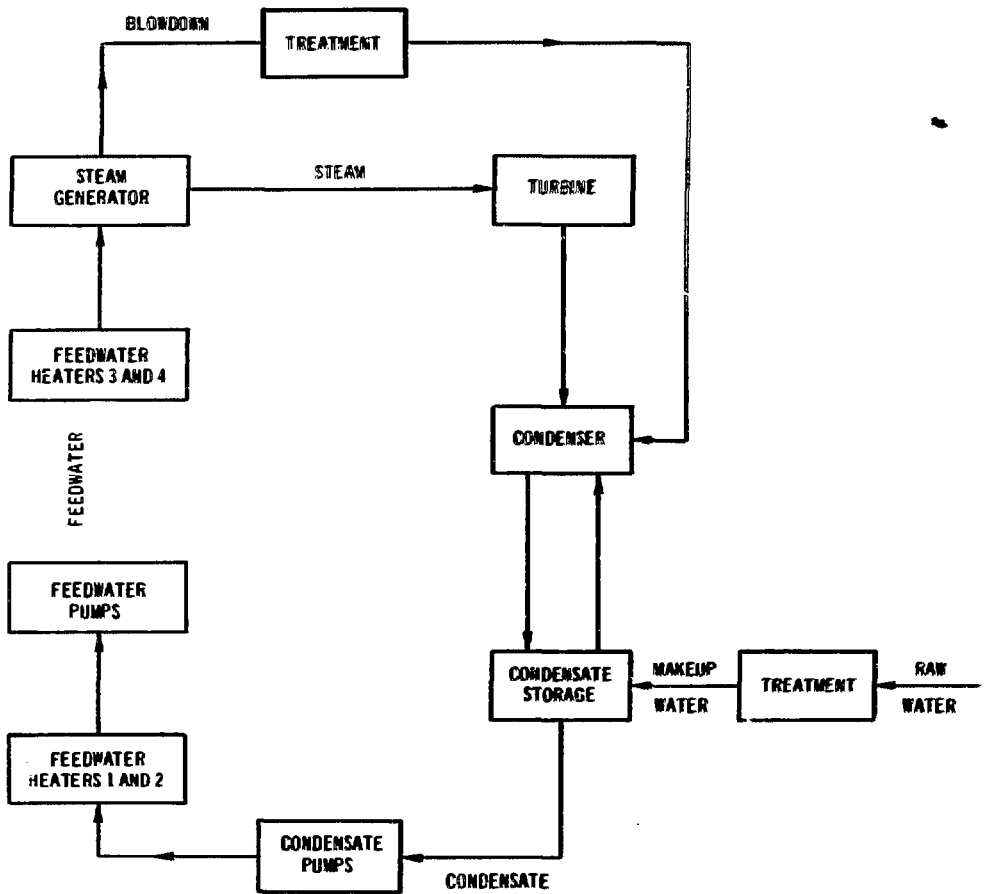 BLOWDOWN
TREATMENT
STEAM
GENERATOR
STEAM
TURBINE
FEEDWATER
HEATERS 3 AND 4
CONDENSER
FEEDWATER
FEEDWATER
PUMPS
CONDENSATE
STORAGE
MAKEUP
WATER
TREATMENT
RAW
WATER
FEEDWATER
HEATERS 1 AND 2
CONDENSATE
PUMPS
CONDENSATE